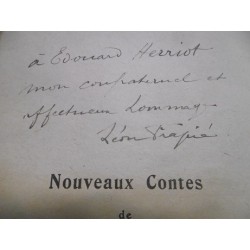 à Edouard Herriot
mon confraternel et
affectueux hommage
Léon Frapié
Nouveaux Contes
de